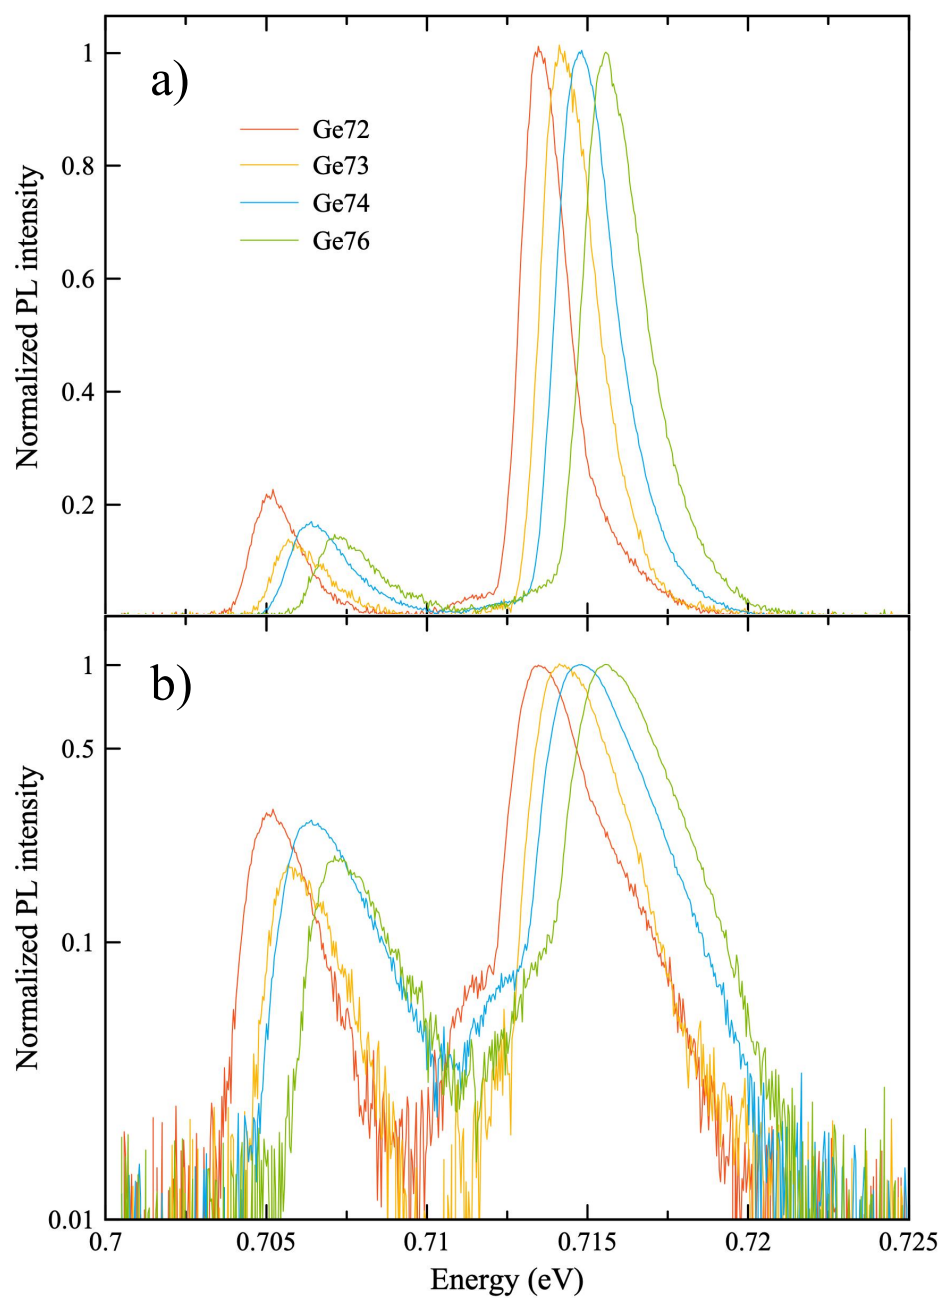 a)
1
0.8
0.6
0.4
0.2
Normalized PL intensity
Ge72
Ge73
Ge74
Ge76
b)
1
0.5
0.1
0.01
Normalized PL intensity
0.7 0.705 0.71 0.715 0.72 0.725
Energy (eV)